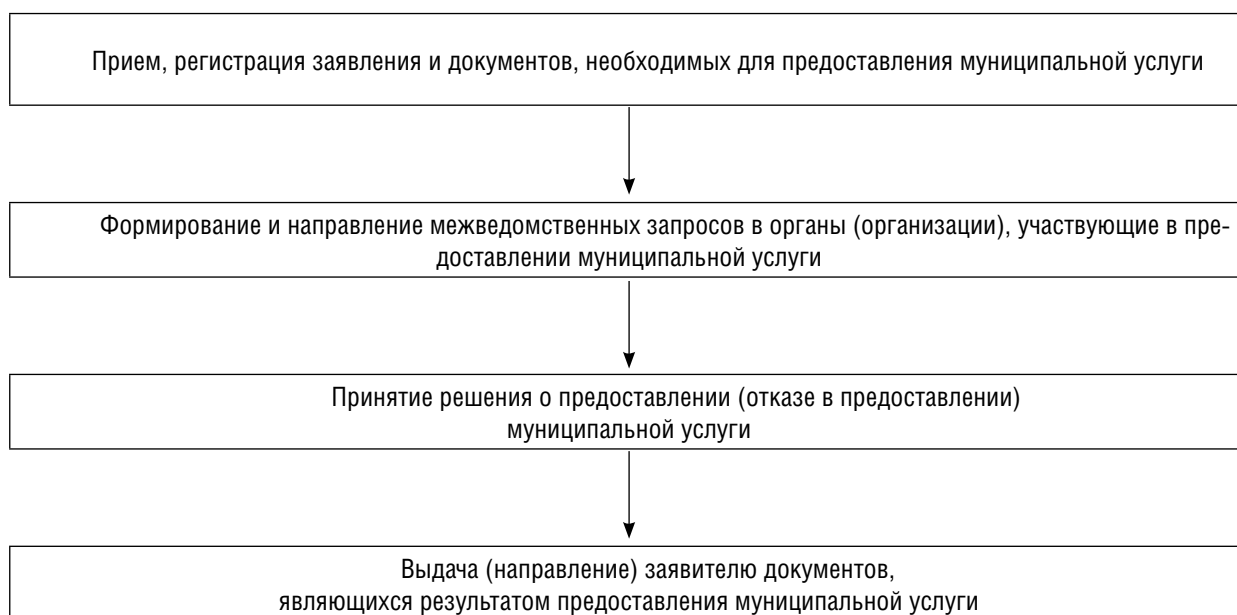 Прием, регистрация заявления и документов, необходимых для предоставления муниципальной услуги
Формирование и направление межведомственных запросов в органы (организации), участвующие в пре-
доставлении муниципальной услуги
Принятие решения о предоставлении (отказе в предоставлении)
муниципальной услуги
Выдача (направление) заявителю документов,
являющихся результатом предоставления муниципальной услуги